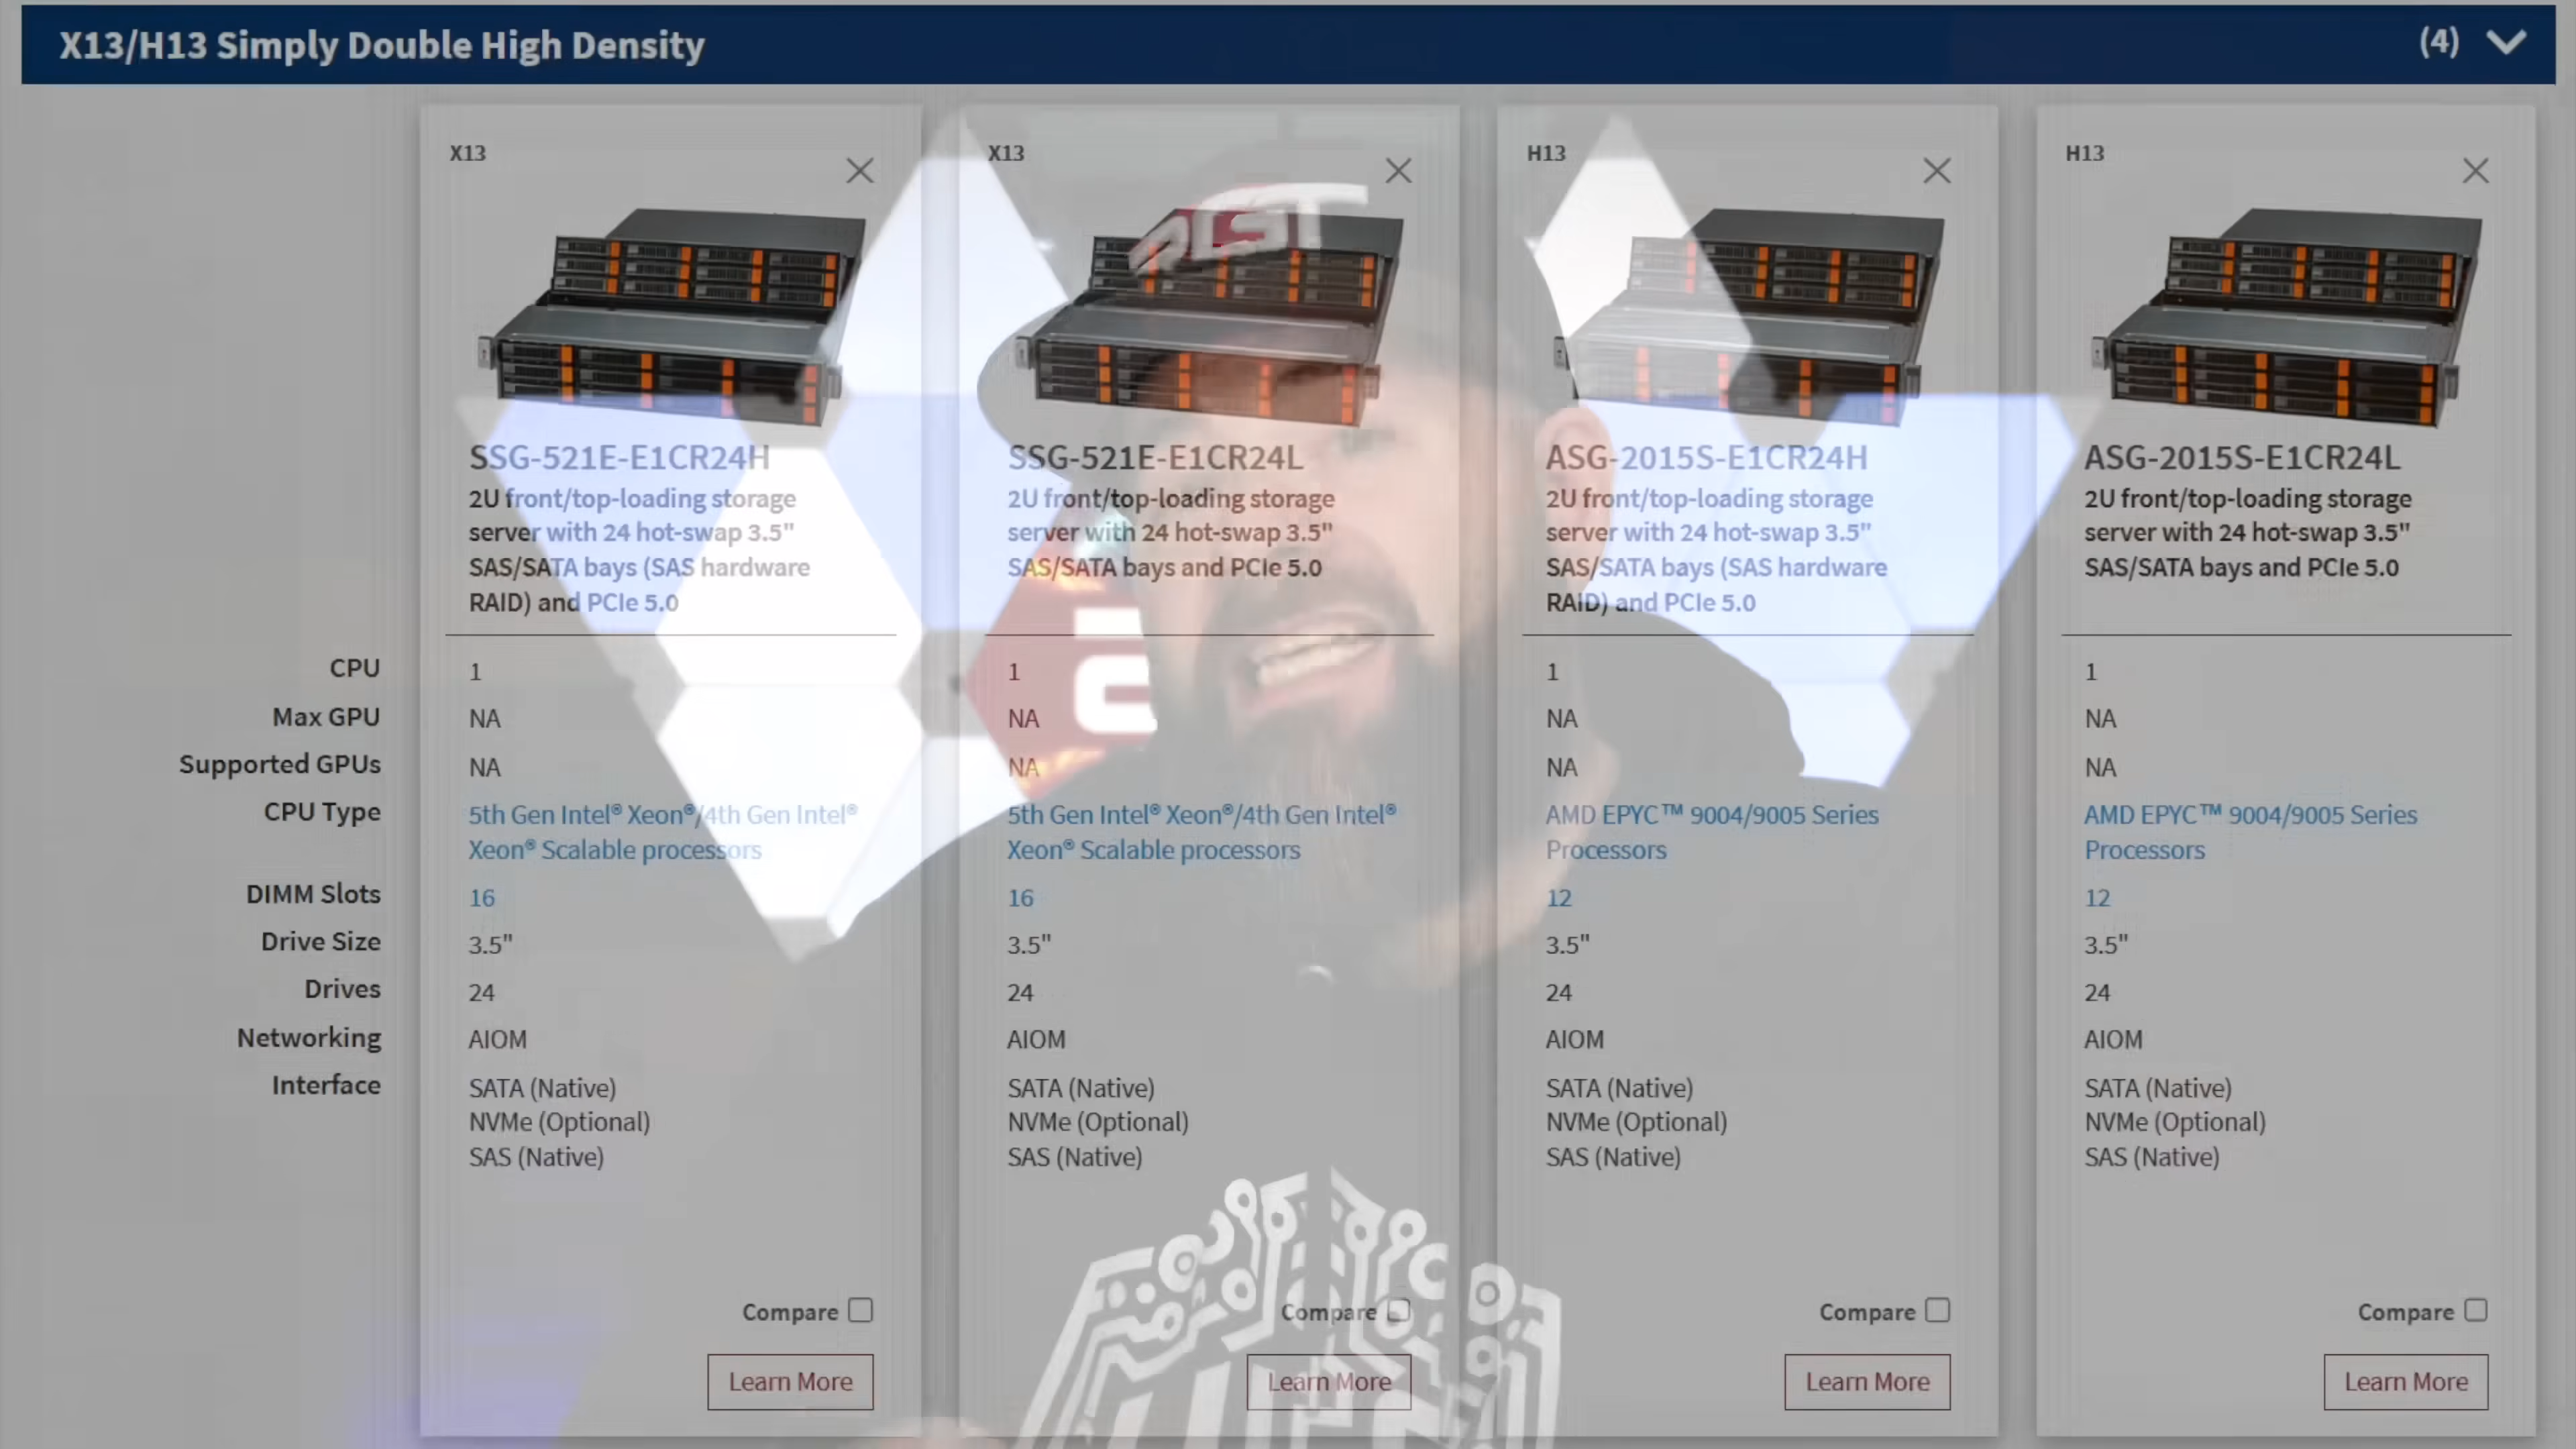 X13/H13 Simply Double High Density
(4)
X13
SSG-521E-E1CR24H
2U front/top-loading storage
server with 24 hot-swap 3.5"
SAS/SATA bays (SAS hardware
RAID) and PCIe 5.0
X13
SSG-521E-E1CR24L
2U front/top-loading storage
server with 24 hot-swap 3.5"
SAS/SATA bays and PCIe 5.0
H13
ASG-2015S-E1CR24H
2U front/top-loading storage
server with 24 hot-swap 3.5"
SAS/SATA bays (SAS hardware
RAID) and PCIe 5.0
H13
ASG-2015S-E1CR24L
2U front/top-loading storage
server with 24 hot-swap 3.5"
SAS/SATA bays and PCIe 5.0
CPU 1 1 1 1
Max GPU NA NA NA NA
Supported GPUs NA NA NA NA
CPU Type
5th Gen Intel® Xeon®/4th Gen Intel®
Xeon® Scalable processors
5th Gen Intel® Xeon®/4th Gen Intel®
Xeon® Scalable processors
AMD EPYC™ 9004/9005 Series
Processors
AMD EPYC™ 9004/9005 Series
Processors
DIMM Slots 16 16 12 12
Drive Size 3.5" 3.5" 3.5" 3.5"
Drives 24 24 24 24
Networking AIOM AIOM AIOM AIOM
Interface
SATA (Native)
NVMe (Optional)
SAS (Native)
SATA (Native)
NVMe (Optional)
SAS (Native)
SATA (Native)
NVMe (Optional)
SAS (Native)
SATA (Native)
NVMe (Optional)
SAS (Native)
Compare Compare Compare Compare
Learn More Learn More Learn More Learn More